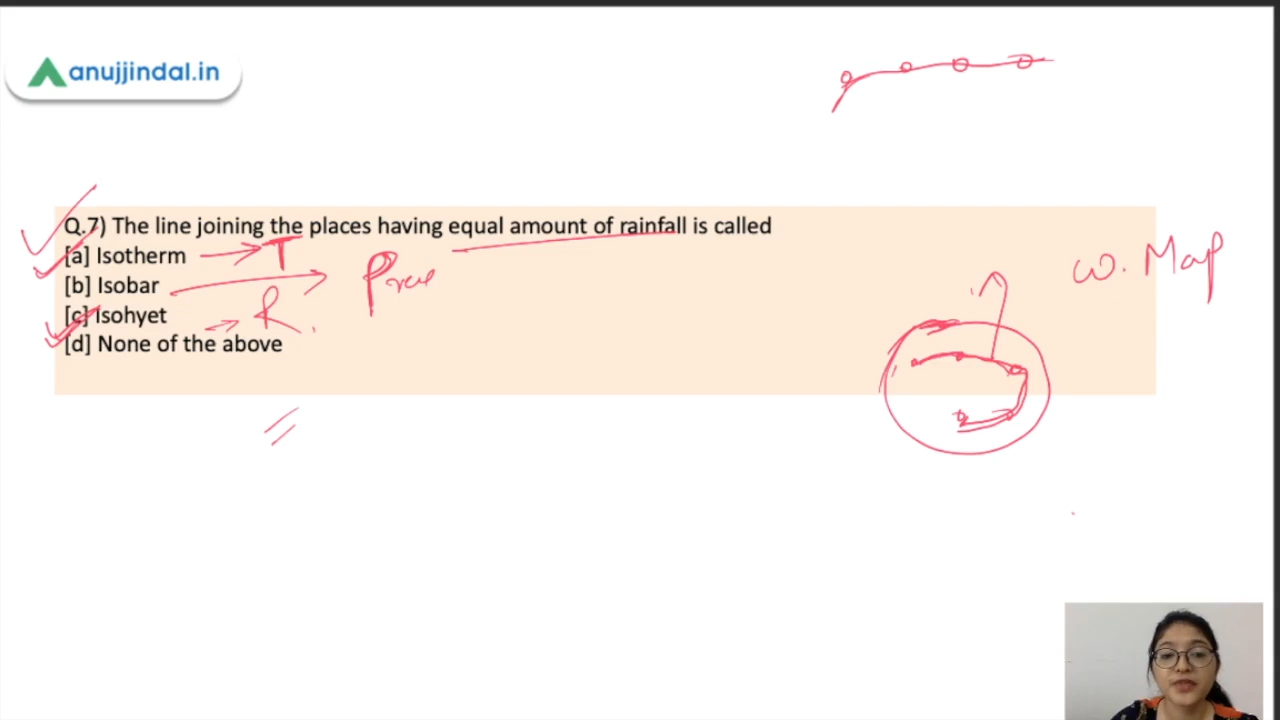 anujjindal.in
Q.7) The line joining the places having equal amount of rainfall is called
[a] Isotherm → T
[b] Isobar → Pres
[c] Isohyet → R.
[d] None of the above
W. Map